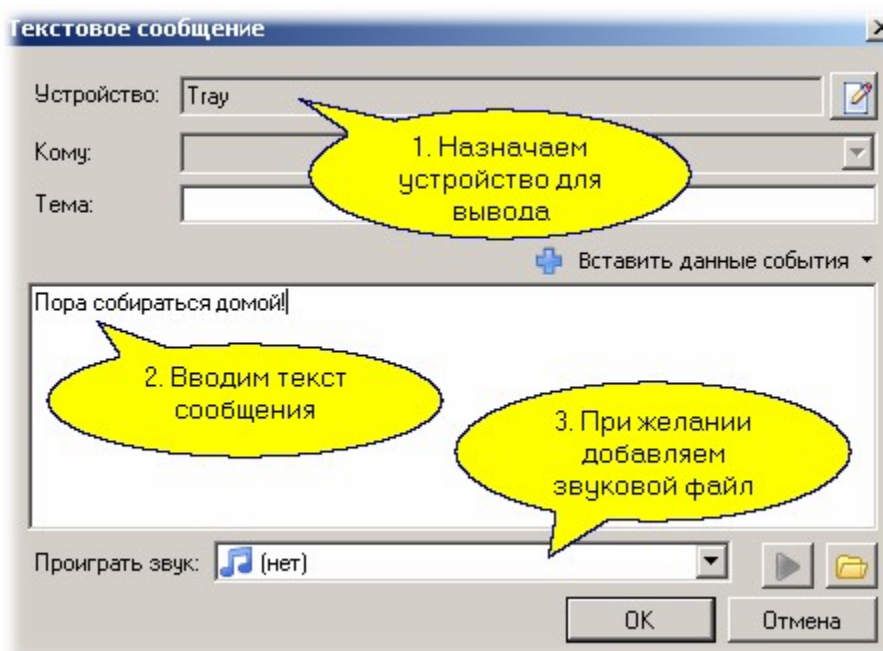 Текстовое сообщение
Устройство: Tray
Кому:
1. Назначаем
устройство для
вывода
Тема:
Вставить данные события
Пора собираться домой!
2. Вводим текст
сообщения
3. При желании
добавляем
звуковой файл
Проиграть звук: (нет)
OK Отмена